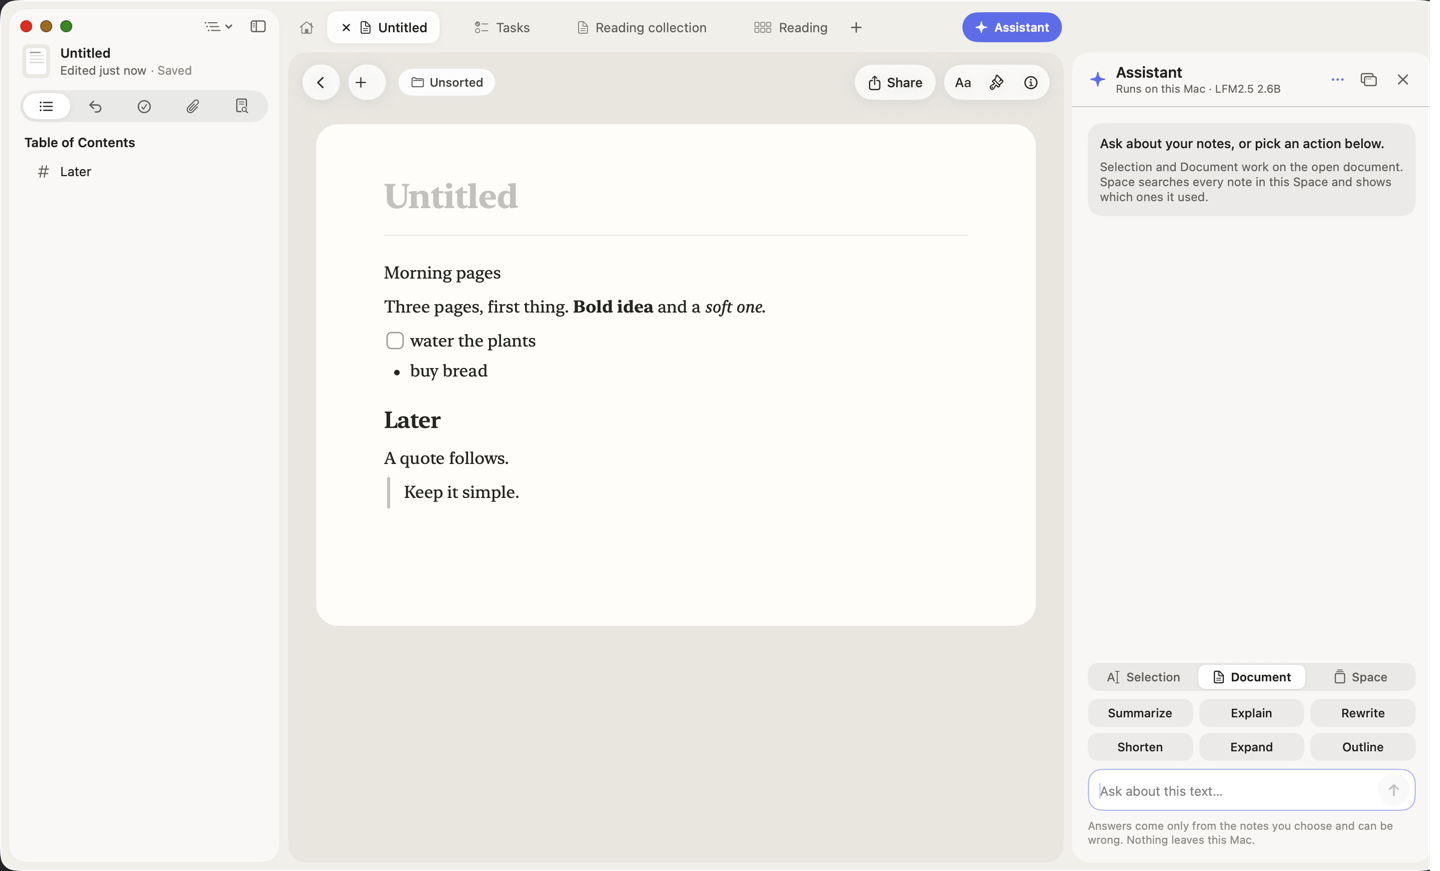 Untitled
Edited just now · Saved
Table of Contents
Later
Untitled
Tasks
Reading collection
Reading
Assistant
Unsorted
Share
Aa
Untitled
Morning pages
Three pages, first thing. Bold idea and a soft one.
water the plants
• buy bread
Later
A quote follows.
Keep it simple.
Assistant
Runs on this Mac · LFM2.5 2.6B
Ask about your notes, or pick an action below.
Selection and Document work on the open document.
Space searches every note in this Space and shows
which ones it used.
Selection
Document
Space
Summarize
Explain
Rewrite
Shorten
Expand
Outline
Ask about this text...
Answers come only from the notes you choose and can be
wrong. Nothing leaves this Mac.